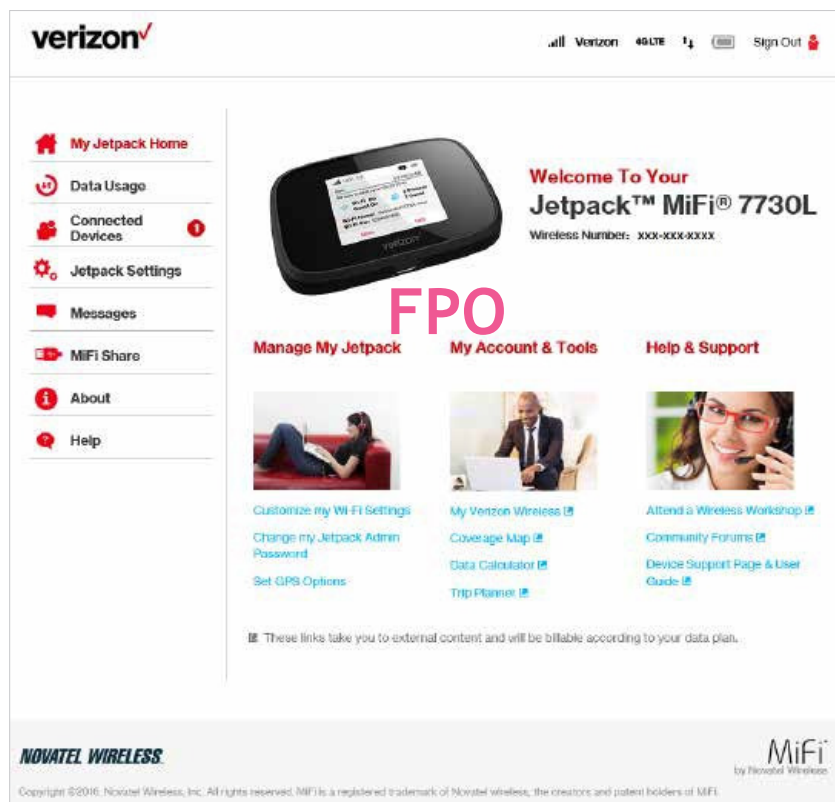 verizon
Verizon 4G LTE Sign Out
My Jetpack Home
Data Usage
Connected
Devices
1
Jetpack Settings
Messages
MiFi Share
About
Help
Welcome To Your
Jetpack™ MiFi® 7730L
Wireless Number: xxx-xxx-xxxx
verizon
FPO
Manage My Jetpack
Customize my Wi-Fi Settings
Change my Jetpack Admin
Password
Set GPS Options
My Account & Tools
My Verizon Wireless
Coverage Map
Data Calculator
Trip Planner
Help & Support
Attend a Wireless Workshop
Community Forums
Device Support Page & User
Guide
These links take you to external content and will be billable according to your data plan.
NOVATEL WIRELESS
MiFi
by Novatel Wireless
Copyright ©2016, Novatel Wireless, Inc. All rights reserved. MiFi is a registered trademark of Novatel wireless, the creators and patent holders of MiFi.